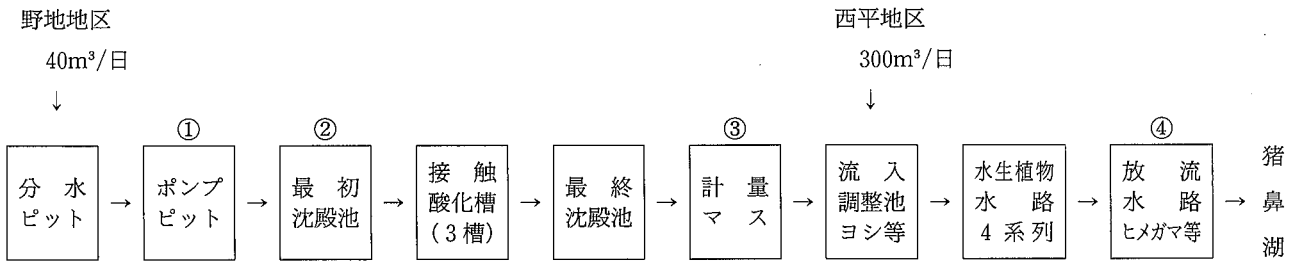 野地地区
40m³/日
↓
西平地区
300m³/日
↓
①
②
③
④
分水
ピット
→
ポンプ
ピット
→
最初
沈殿池
→
接触
酸化槽
(3槽)
→
最終
沈殿池
→
計量
マス
→
流入
調整池
ヨシ等
→
水生植物
水路
4系列
→
放流
水路
ヒメガマ等
→
猪
鼻
湖